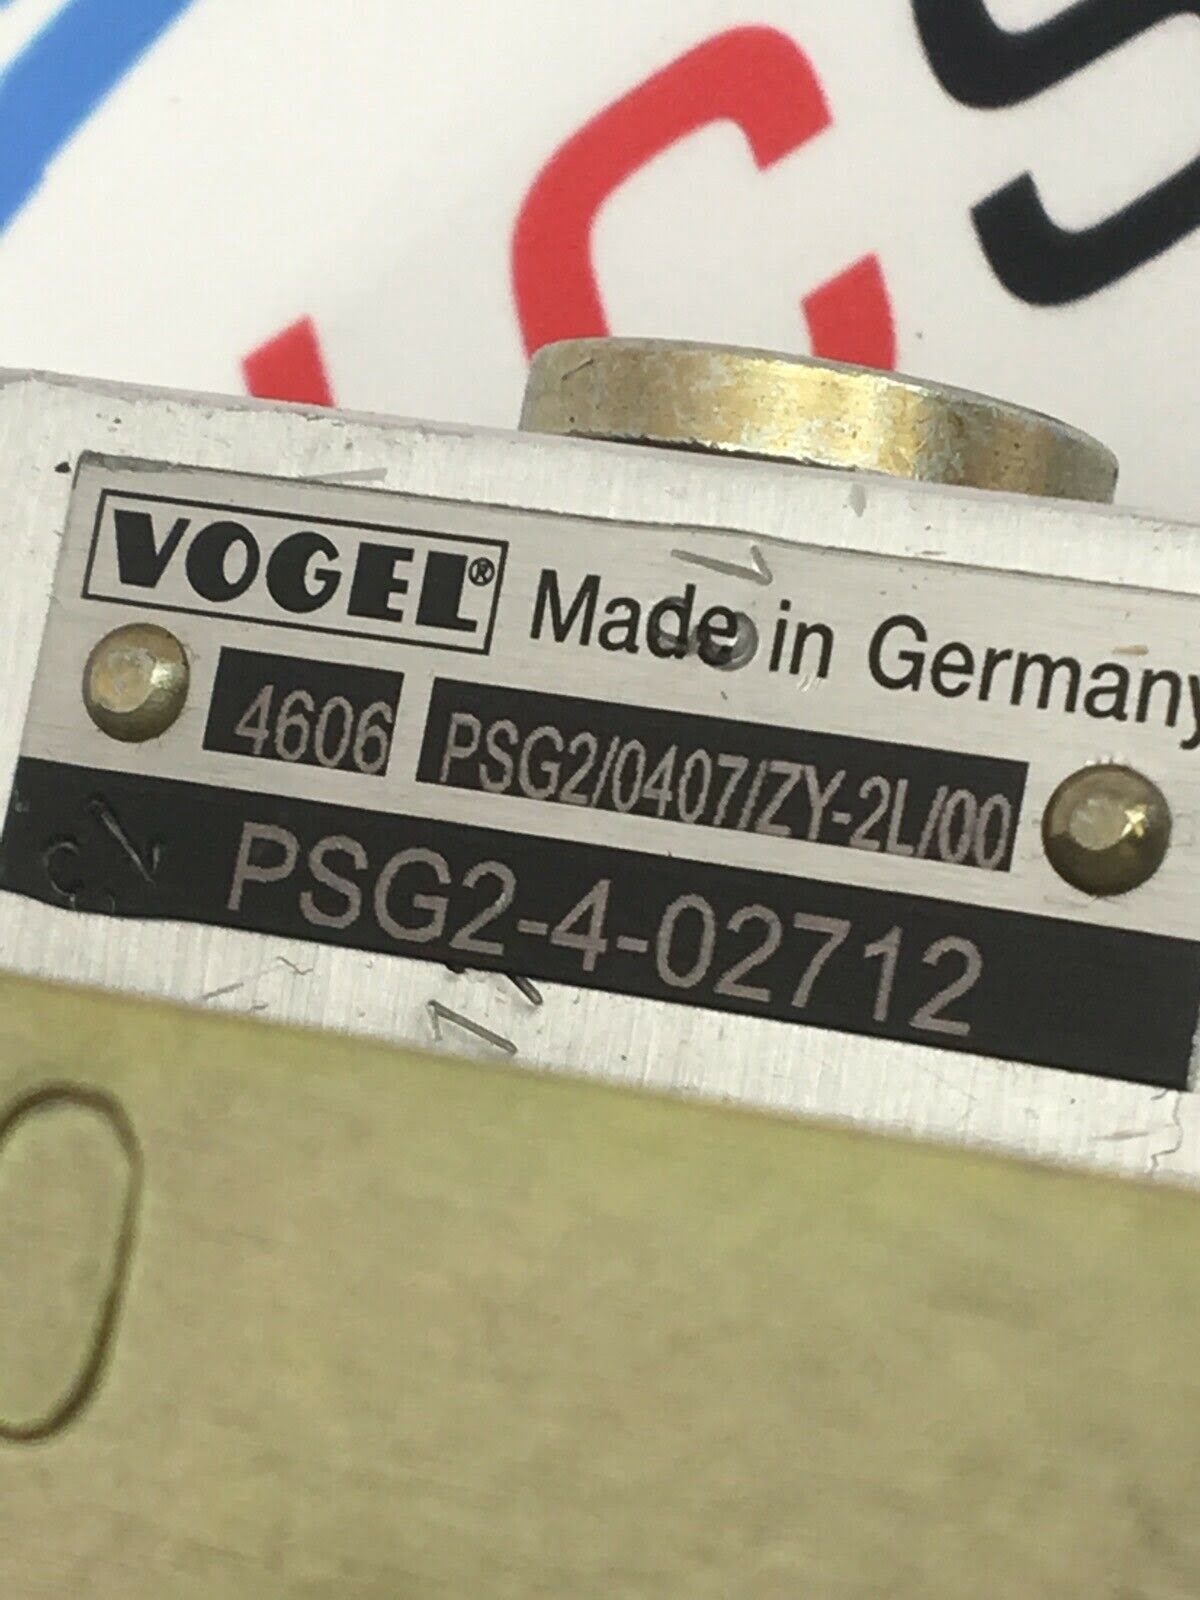 VOGEL® Made in Germany
4606 PSG2/0407/ZY-2L/00
PSG2-4-02712